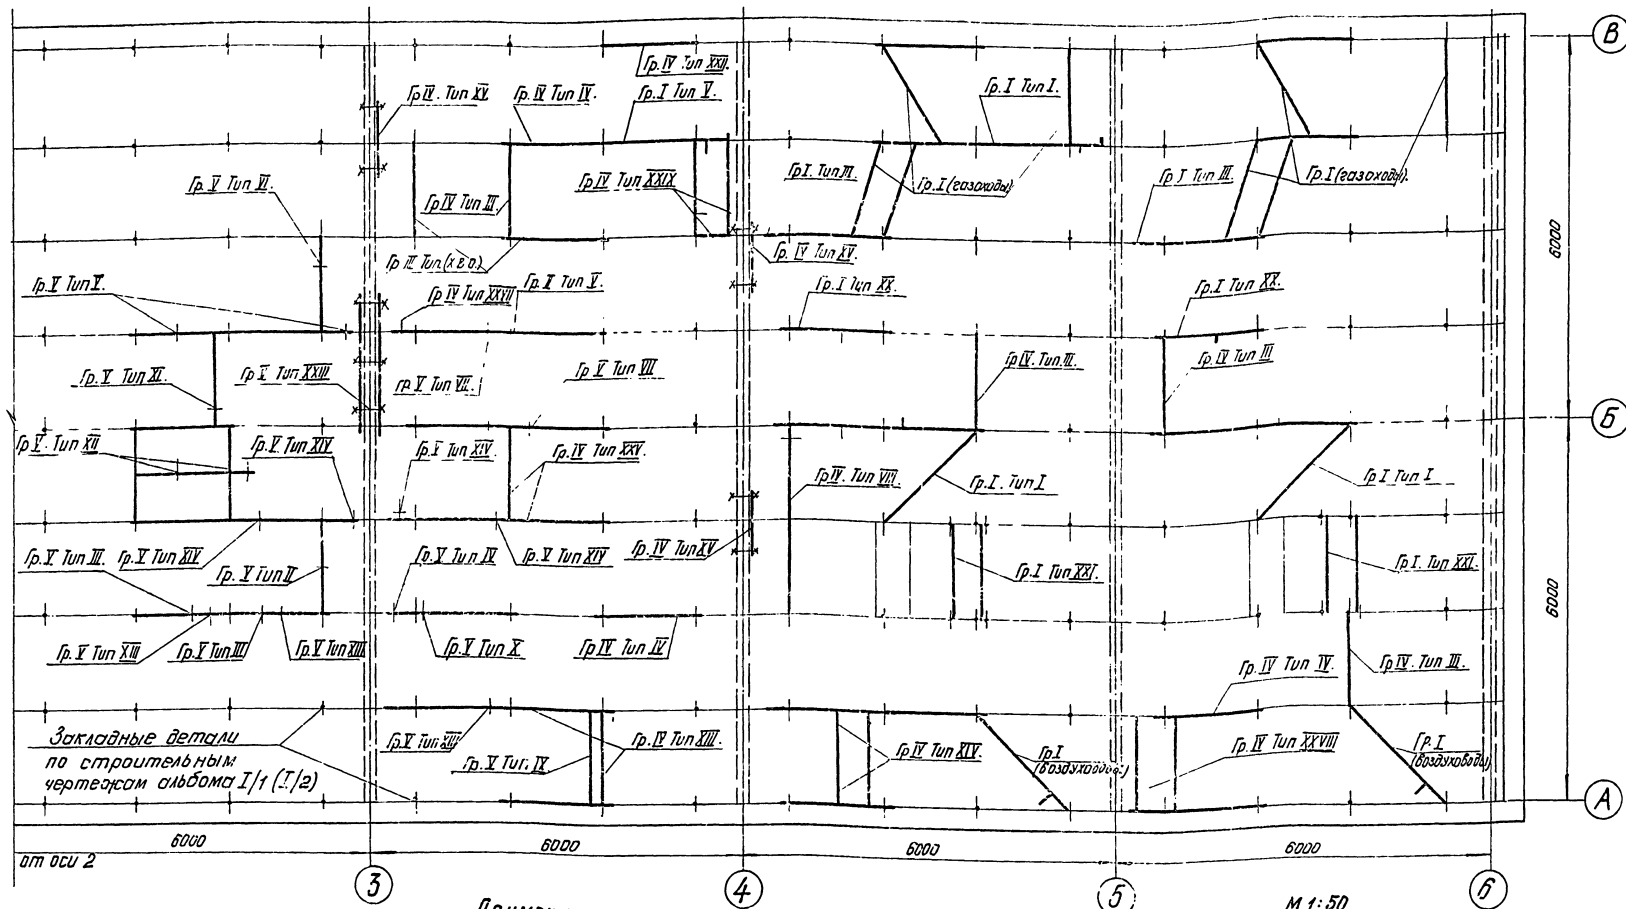 В
Гр. IV Тип XXII.
Гр IV. Тип XV
Гр. IV Тип IV.
Гр. I Тип V.
Гр. I Тип I.
Гр. V Тип VI.
Гр IV Тип III.
Гр IV Тип XXIX
Гр I. Тип III.
Гр. I (газоходы)
Гр I Тип III.
Гр. I (газоходы).
6000
Гр III Тип (ХВО)
Гр. IV Тип XV.
Гр. V Тип V.
Гр IV Тип XXVII
Гр. II Тип V.
Гр. I Тип XX.
Гр. I Тип XX.
Гр. V Тип XI.
Гр V Тип XXIII
гр. V Тип VII.
Гр V Тип VII
Гр IV. Тип III.
Гр IV Тип III
Б
Гр V. Тип XII
Гр. V. Тип XIV
Гр. V Тип XIV.
Гр. IV Тип XXV.
Гр IV. Тип VIII.
Гр. I. Тип I
Гр I Тип I
Гр. V Тип III.
Гр. V Тип XIV
Гр. V Тип II
Гр. V Тип IV
Гр. V Тип XIV
Гр. IV Тип XV
Гр. I Тип XXI.
Гр. I. Тип XXI.
6000
Гр. V Тип XIII
Гр. V Тип III
Гр. V Тип XIII
Гр. V Тип X
Гр IV Тип IV
Гр. IV Тип IV.
Гр IV. Тип III.
Закладные детали
по строительным
чертежам альбома I/1 (I/2)
Гр. V Тип XIII
Гр. V Тип IV
Гр. IV Тип XIII.
Гр IV Тип XIV.
Гр. I
(воздуховоды)
Гр. IV Тип XXVIII
Гр. I
(воздуховоды)
А
6000
6000
6000
6000
от оси 2
3
4
5
6
М 1:50